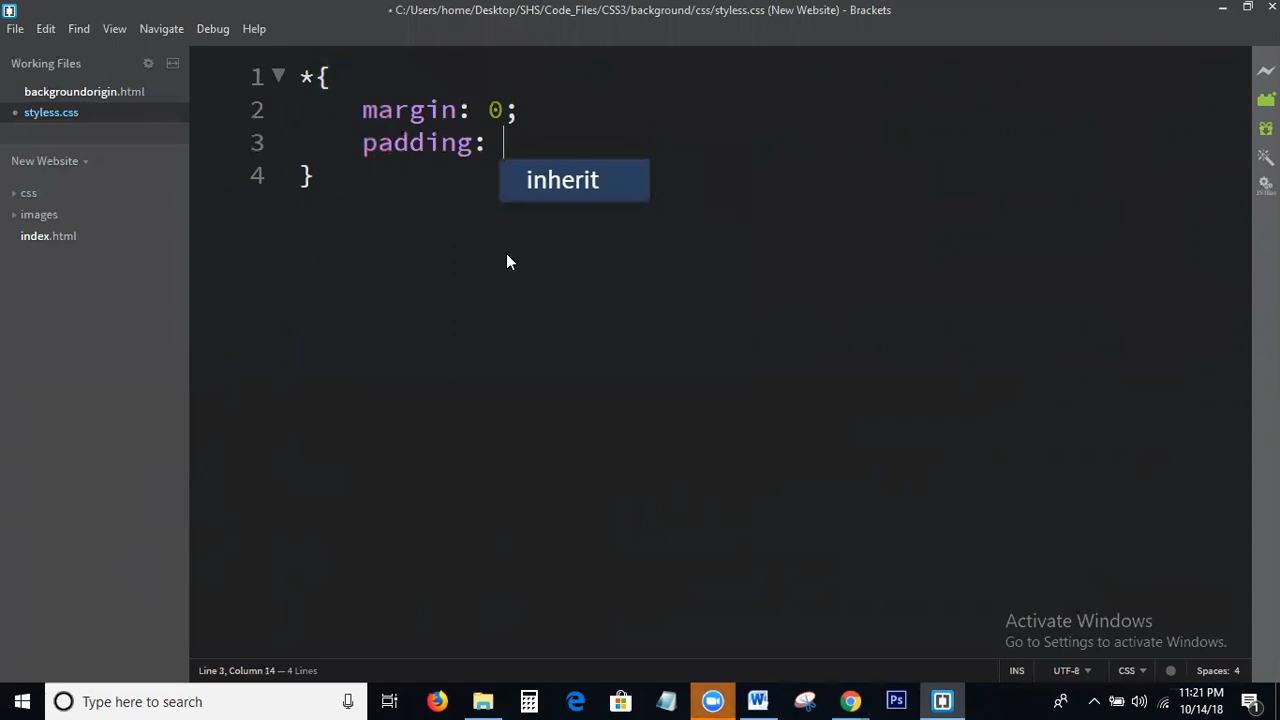 • C:/Users/home/Desktop/SHS/Code_Files/CSS3/background/css/styless.css (New Website) - Brackets
File Edit Find View Navigate Debug Help
Working Files
backgroundorigin.html
styless.css
New Website
css
images
index.html
1 *{
2 margin: 0;
3 padding:
inherit
4 }
Activate Windows
Go to Settings to activate Windows.
Line 3, Column 14 — 4 Lines
INS UTF-8 CSS Spaces: 4
Type here to search
W
Ps
11:21 PM
10/14/18
1